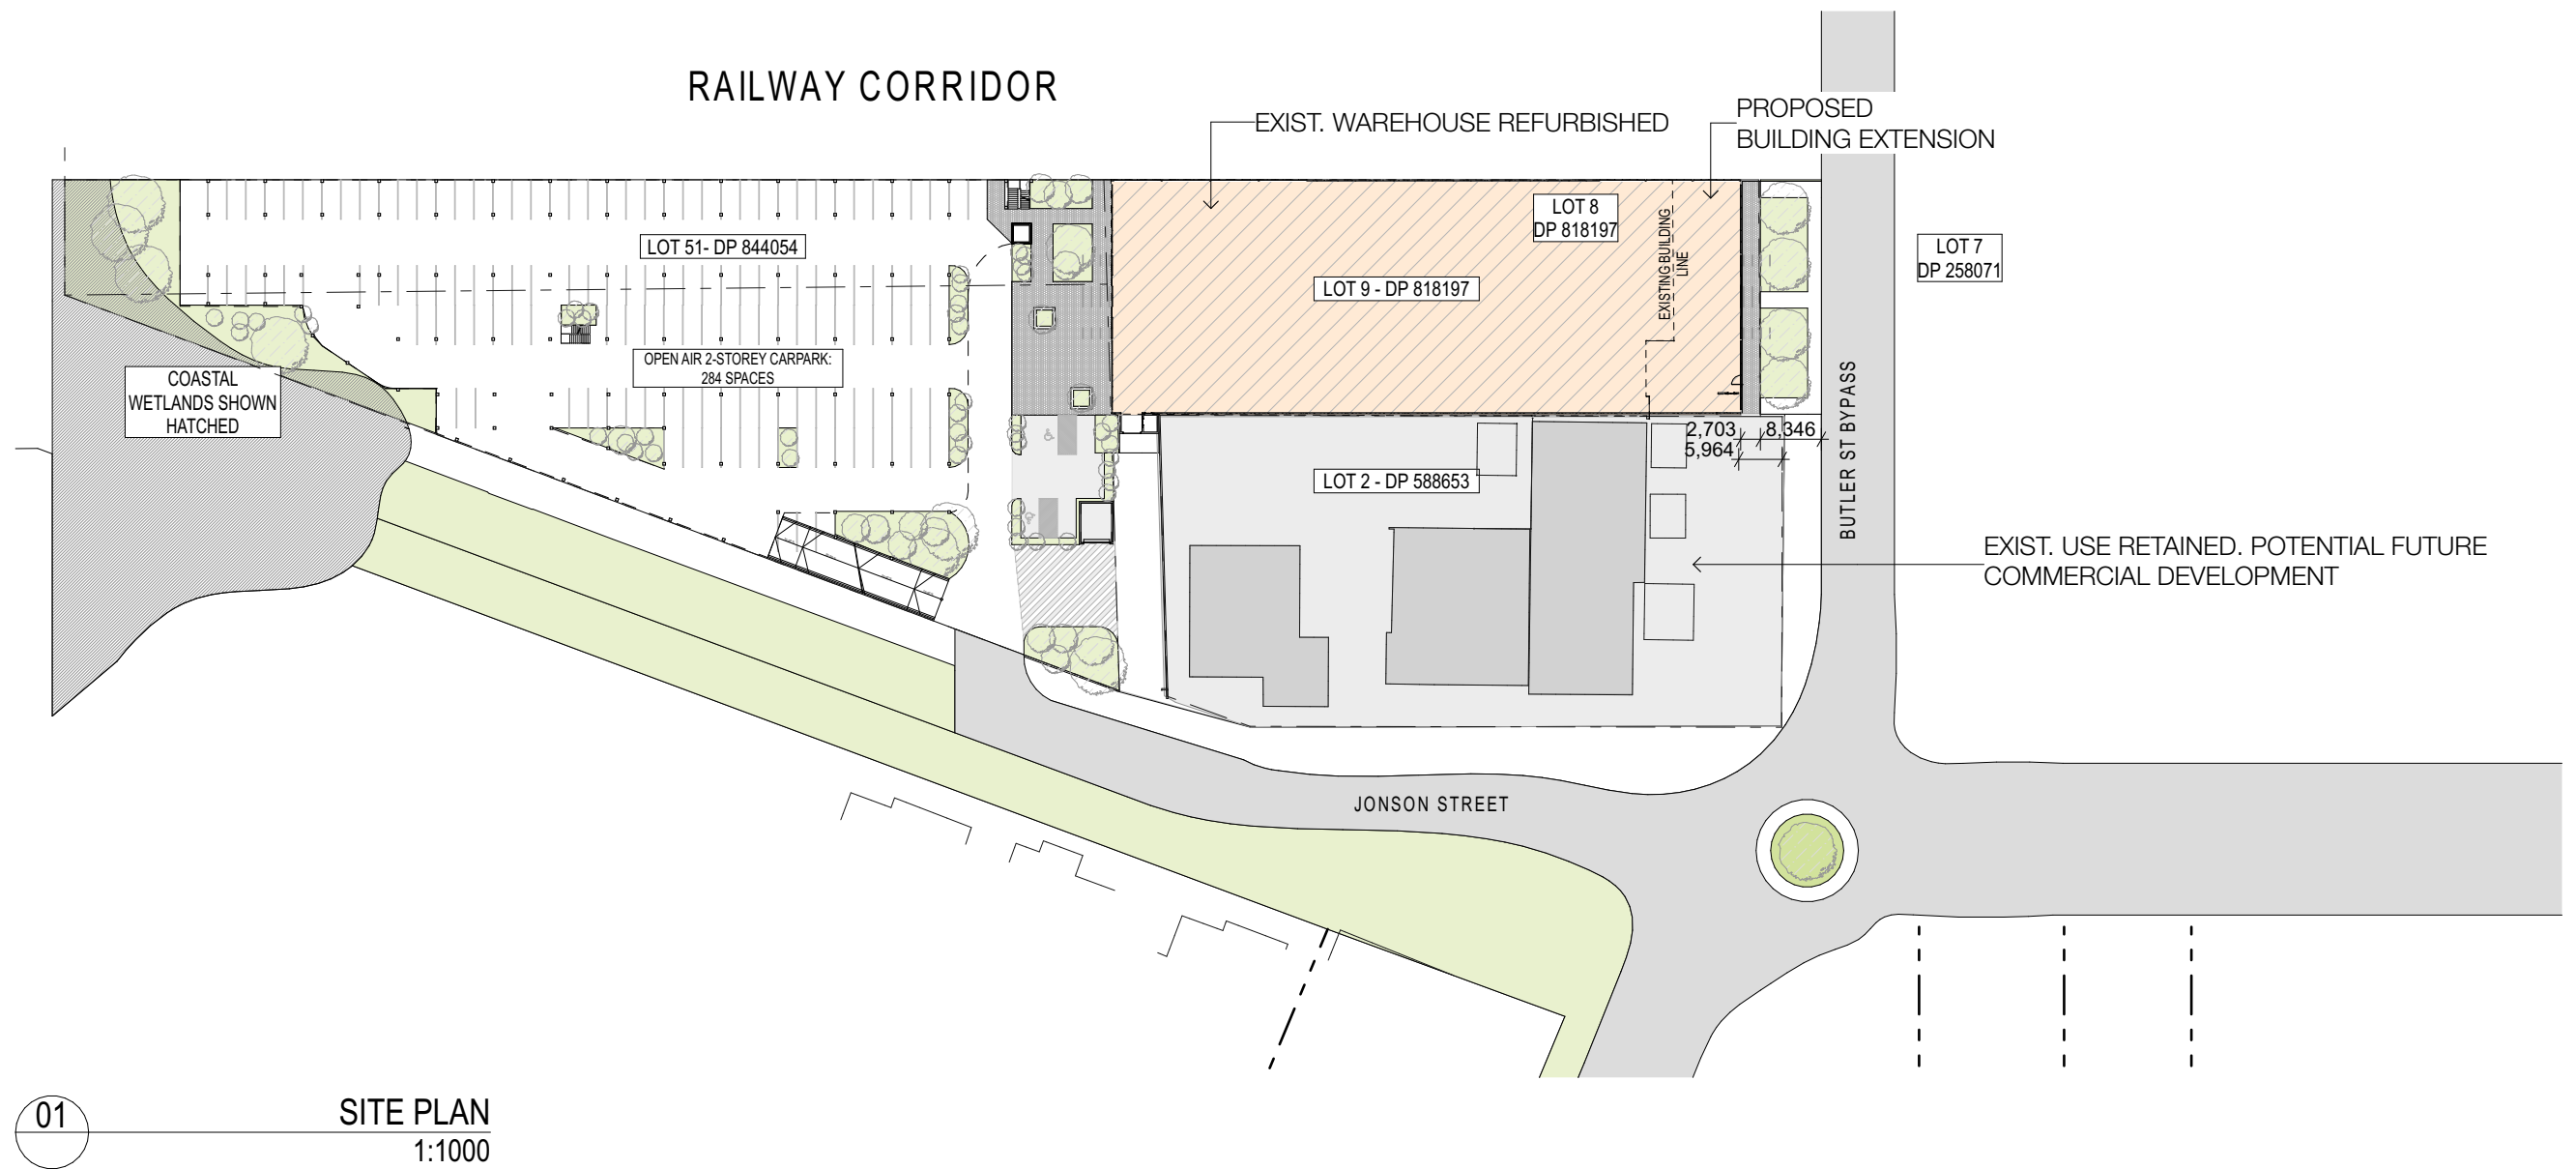 RAILWAY CORRIDOR
EXIST. WAREHOUSE REFURBISHED
PROPOSED
BUILDING EXTENSION
LOT 8
DP 818197
LOT 51- DP 844054
LOT 7
DP 258071
EXISTING BUILDING
LINE
LOT 9 - DP 818197
OPEN AIR 2-STOREY CARPARK:
284 SPACES
COASTAL
WETLANDS SHOWN
HATCHED
2,703
8,346
5,964
BUTLER ST BYPASS
LOT 2 - DP 588653
EXIST. USE RETAINED. POTENTIAL FUTURE
COMMERCIAL DEVELOPMENT
JONSON STREET
01
SITE PLAN
1:1000